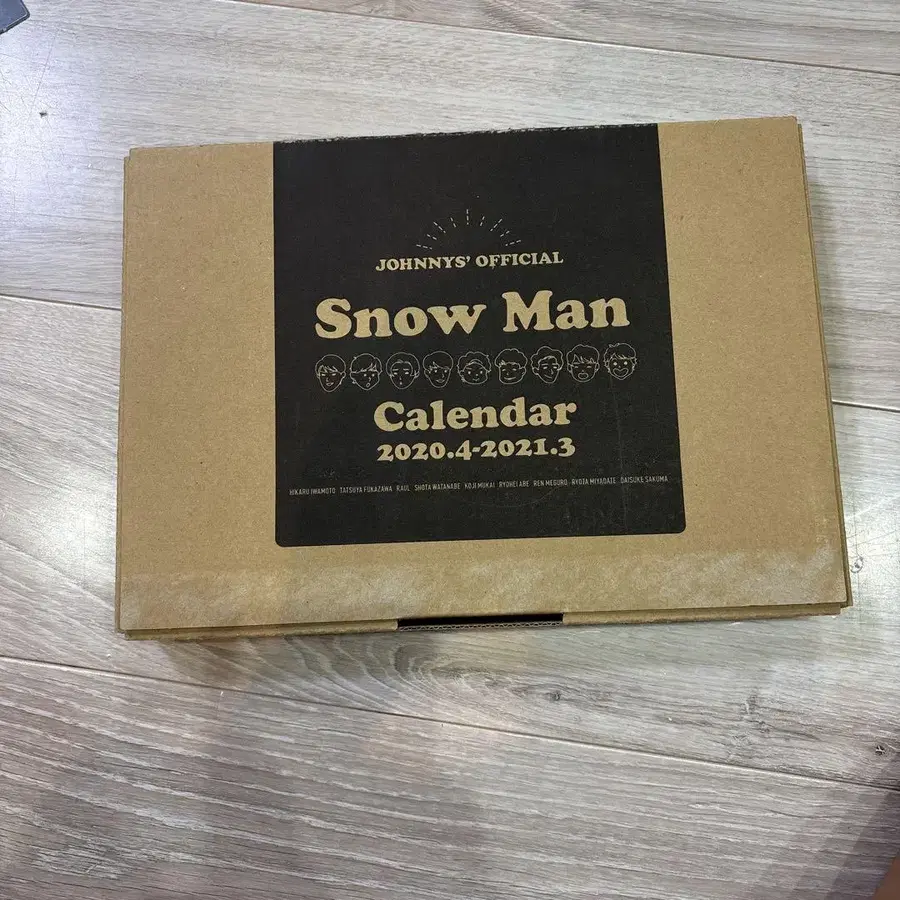 JOHNNYS' OFFICIAL
Snow Man
Calendar
2020.4-2021.3
HIKARU IWAMOTO TATSUYA FUKAZAWA RAUL SHOTA WATANABE KOJI MUKAI RYOHEI ABE REN MEGURO RYOTA MIYADATE DAISUKE SAKUMA